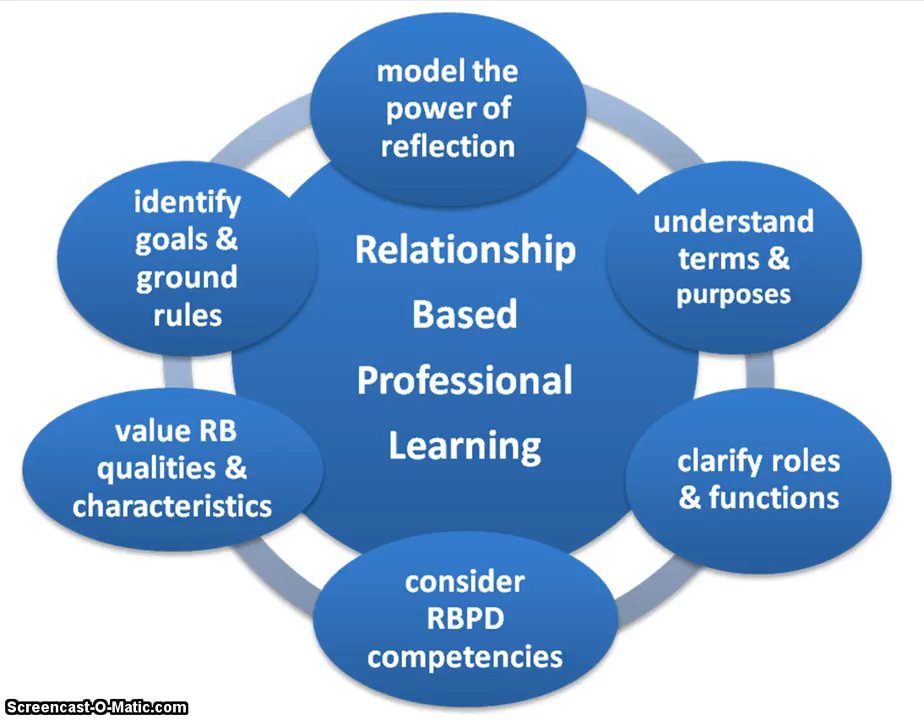 model the
power of
reflection
understand
terms &
purposes
clarify roles
& functions
consider
RBPD
competencies
value RB
qualities &
characteristics
identify
goals &
ground
rules
Relationship
Based
Professional
Learning
Screencast-O-Matic.com